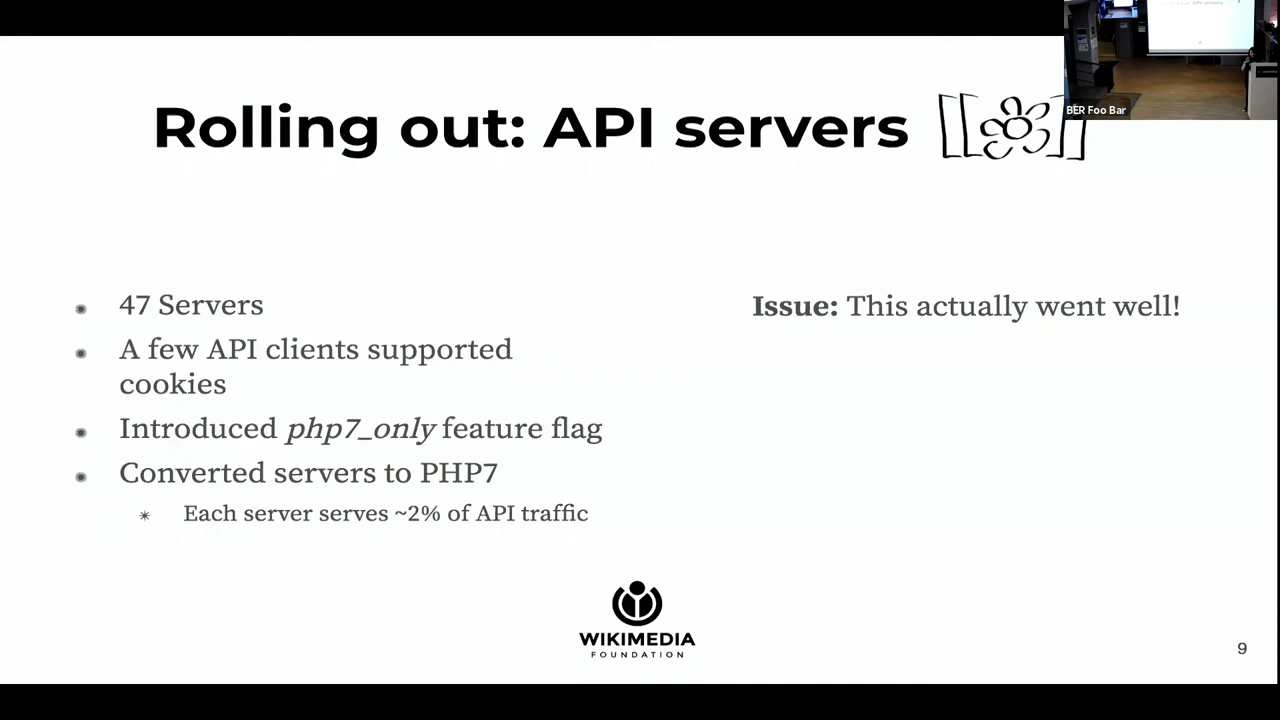 Rolling out: API servers
BER Foo Bar
47 Servers
A few API clients supported
cookies
Introduced php7_only feature flag
Converted servers to PHP7
Each server serves ~2% of API traffic
Issue: This actually went well!
WIKIMEDIA
FOUNDATION
9